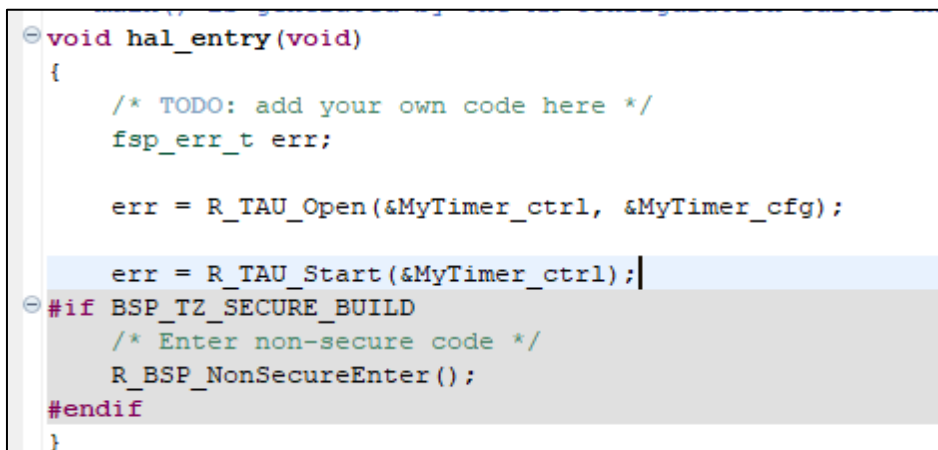 void hal_entry(void)
{
/* TODO: add your own code here */
fsp_err_t err;
err = R_TAU_Open(&MyTimer_ctrl, &MyTimer_cfg);
err = R_TAU_Start(&MyTimer_ctrl);
#if BSP_TZ_SECURE_BUILD
/* Enter non-secure code */
R_BSP_NonSecureEnter();
#endif
}